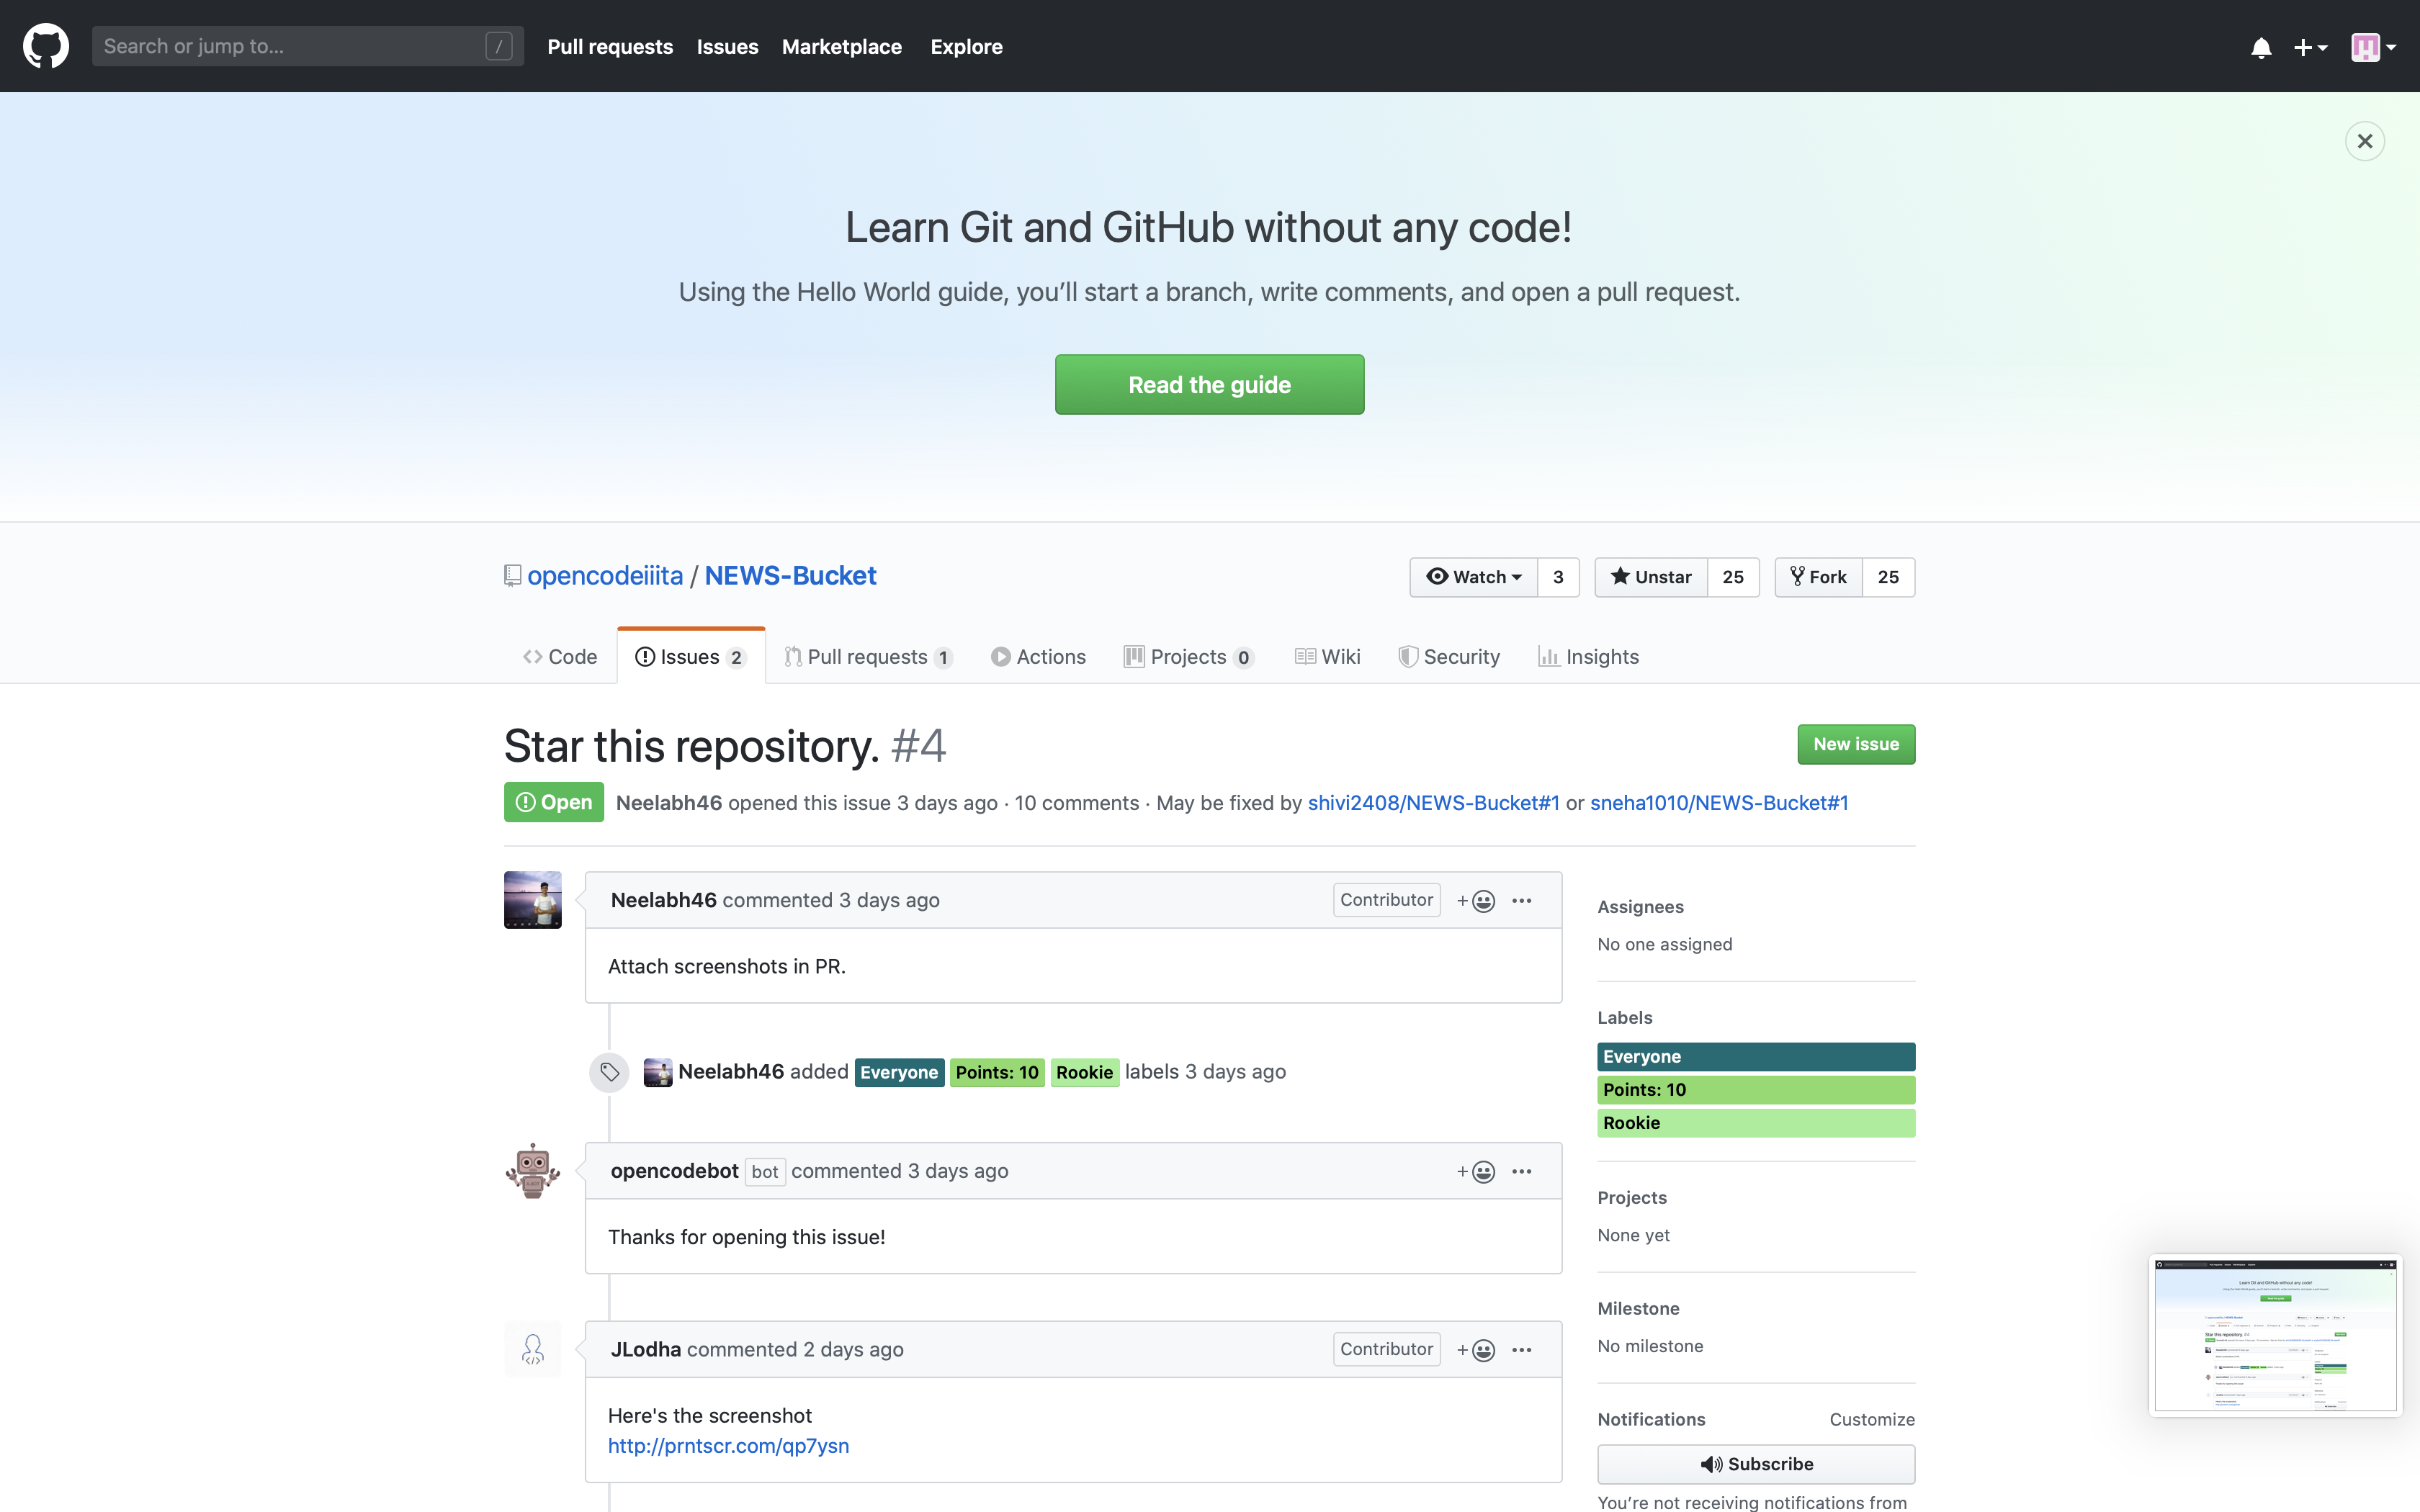 Search or jump to... /
Pull requests Issues Marketplace Explore
Learn Git and GitHub without any code!
Using the Hello World guide, you’ll start a branch, write comments, and open a pull request.
Read the guide
opencodeiiita / NEWS-Bucket
Watch 3 Unstar 25 Fork 25
Code Issues 2 Pull requests 1 Actions Projects 0 Wiki Security Insights
Star this repository. #4
New issue
Open Neelabh46 opened this issue 3 days ago · 10 comments · May be fixed by shivi2408/NEWS-Bucket#1 or sneha1010/NEWS-Bucket#1
Neelabh46 commented 3 days ago Contributor
Attach screenshots in PR.
Neelabh46 added Everyone Points: 10 Rookie labels 3 days ago
opencodebot bot commented 3 days ago
Thanks for opening this issue!
JLodha commented 2 days ago Contributor
Here's the screenshot
http://prntscr.com/qp7ysn
Assignees
No one assigned
Labels
Everyone
Points: 10
Rookie
Projects
None yet
Milestone
No milestone
Notifications Customize
Subscribe
You’re not receiving notifications from